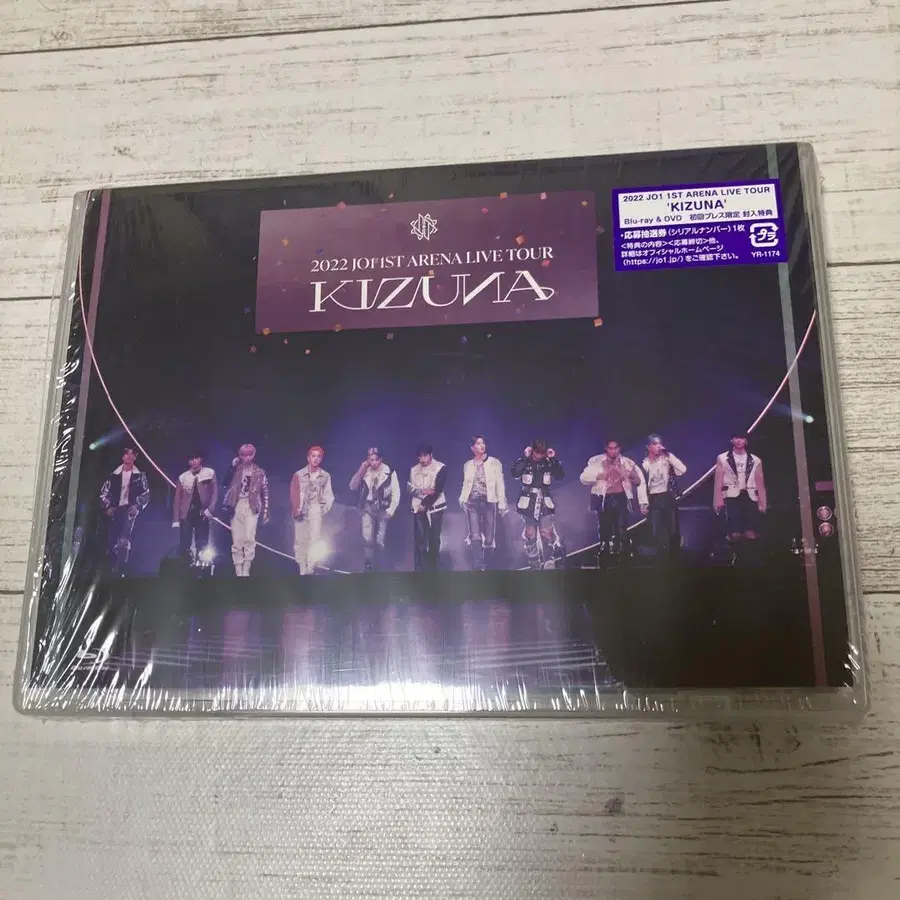 2022 JO1 1ST ARENA LIVE TOUR
KIZUNA
2022 JO1 1ST ARENA LIVE TOUR
'KIZUNA'
Blu-ray & DVD 初回プレス限定 封入特典
・応募抽選券(シリアルナンバー)1枚
<特典の内容><応募締切>他、
詳細はオフィシャルホームページ
(https://jo1.jp/)をご確認下さい。
プラ
YR-1174